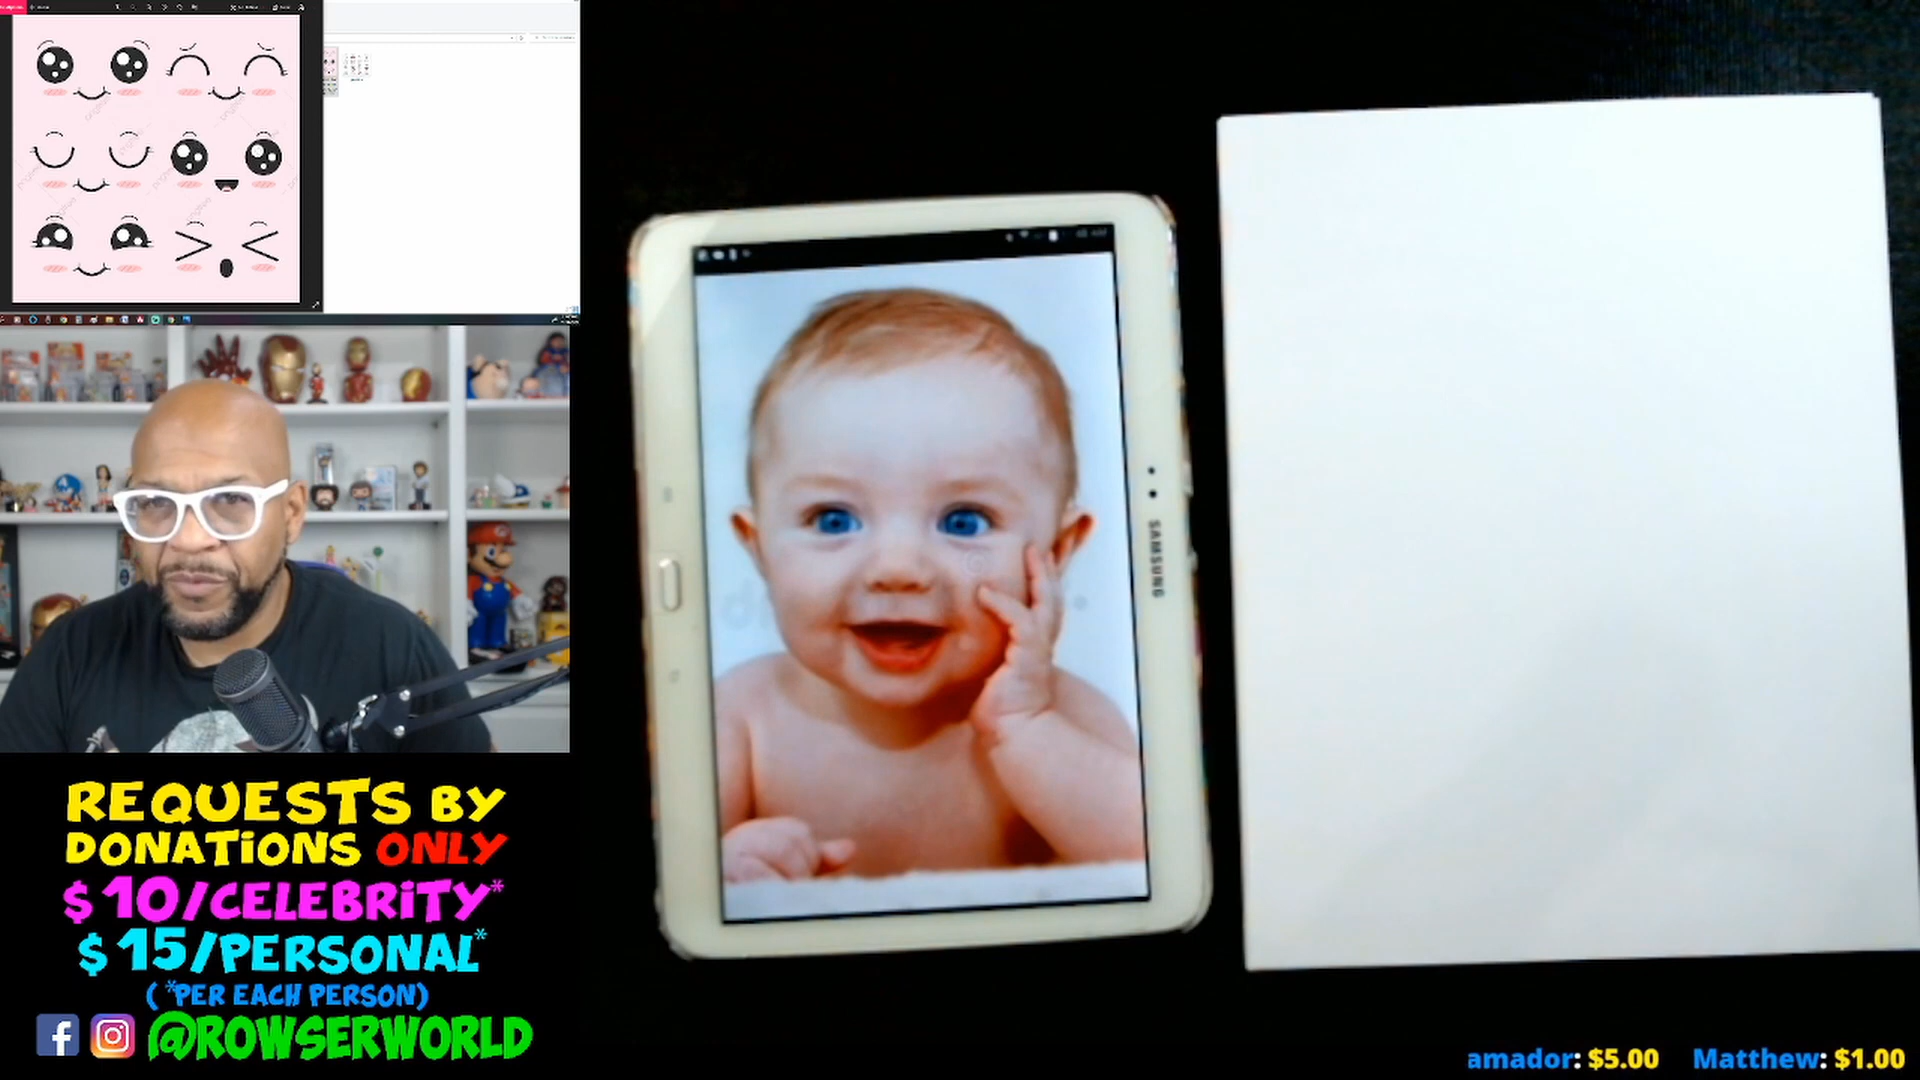 SAMSUNG
REQUESTS BY
DONATIONS ONLY
$10/CELEBRITY*
$15/PERSONAL*
(*PER EACH PERSON)
@ROWSERWORLD
amador: $5.00 Matthew: $1.00